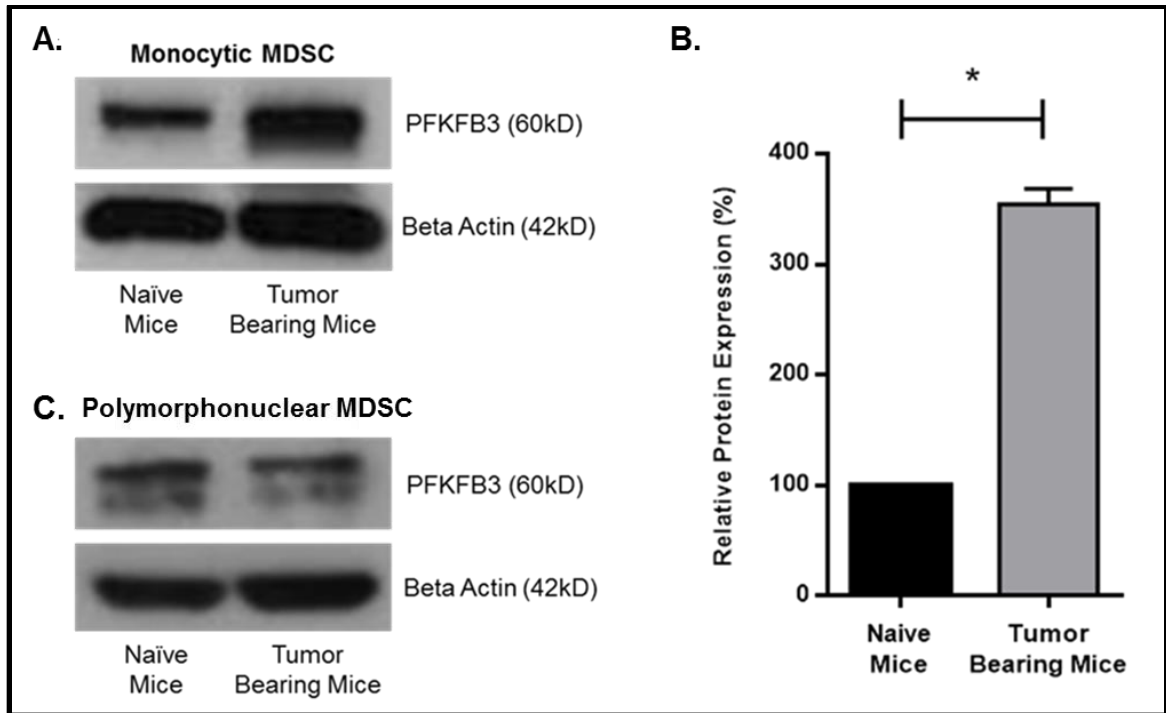 A.
Monocytic MDSC
PFKFB3 (60kD)
Beta Actin (42kD)
Naïve
Mice
Tumor
Bearing Mice
C. Polymorphonuclear MDSC
PFKFB3 (60kD)
Beta Actin (42kD)
Naïve
Mice
Tumor
Bearing Mice
B.
*
Relative Protein Expression (%)
400
300
200
100
0
Naive
Mice
Tumor
Bearing Mice